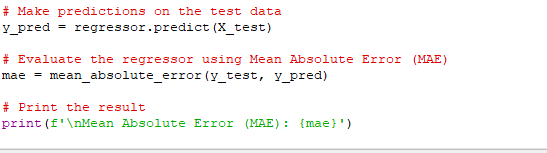 # Make predictions on the test data
y_pred = regressor.predict(X_test)
# Evaluate the regressor using Mean Absolute Error (MAE)
mae = mean_absolute_error(y_test, y_pred)
# Print the result
print(f'\nMean Absolute Error (MAE): {mae}')